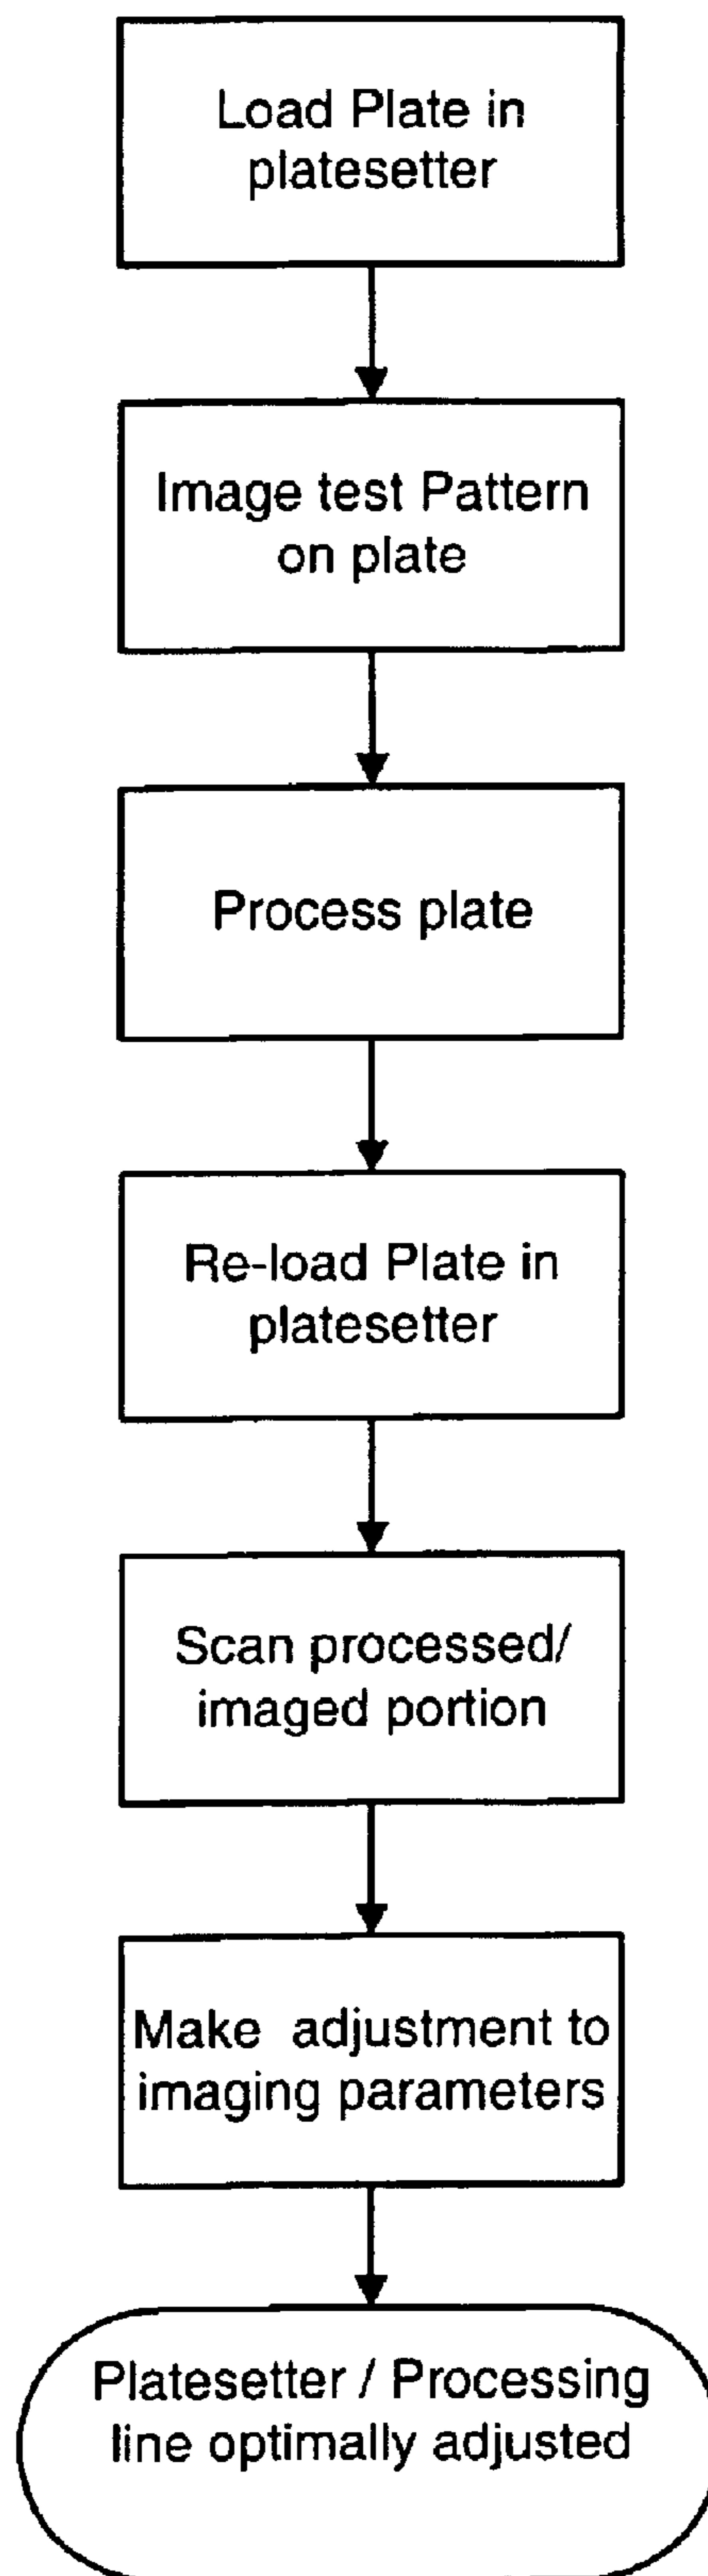 Load Plate in
platesetter
Image test Pattern
on plate
Process plate
Re-load Plate in
platesetter
Scan processed/
imaged portion
Make adjustment to
imaging parameters
Platesetter / Processing
line optimally adjusted